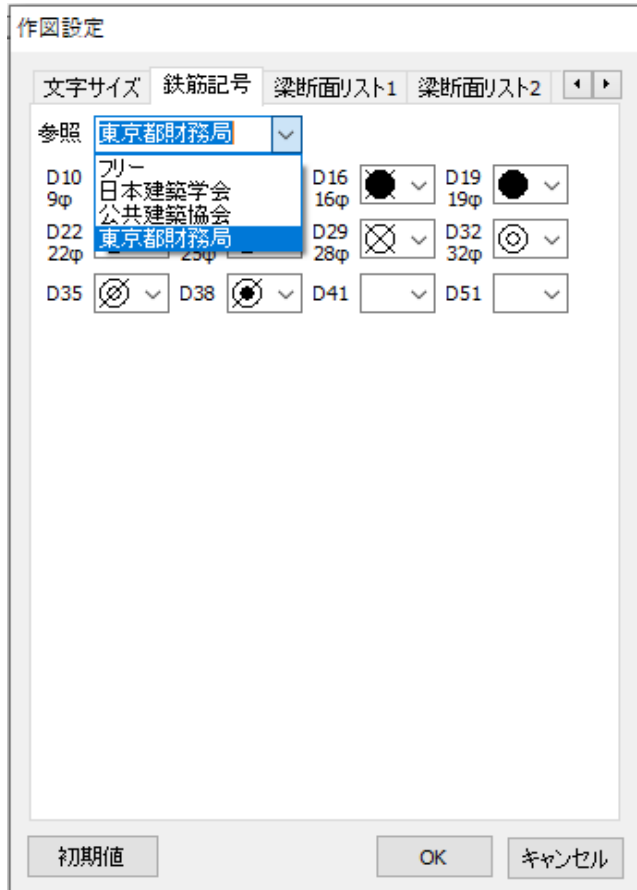 作図設定
文字サイズ 鉄筋記号 梁断面リスト1 梁断面リスト2
参照 東京都財務局
フリー
日本建築学会
公共建築協会
東京都財務局
D10 D16 D19
9φ 16φ 19φ
D22 D29 D32
22φ 25φ 28φ 32φ
D35 D38 D41 D51
初期値 OK キャンセル